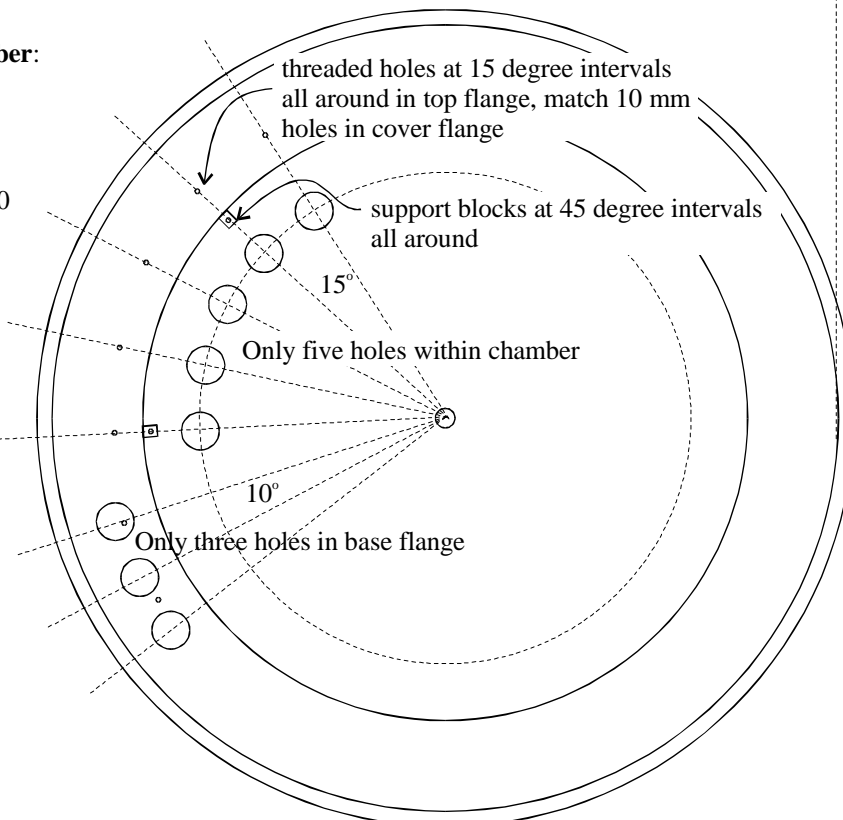 threaded holes at 15 degree intervals
all around in top flange, match 10 mm
holes in cover flange
support blocks at 45 degree intervals
all around
15°
Only five holes within chamber
10°
Only three holes in base flange